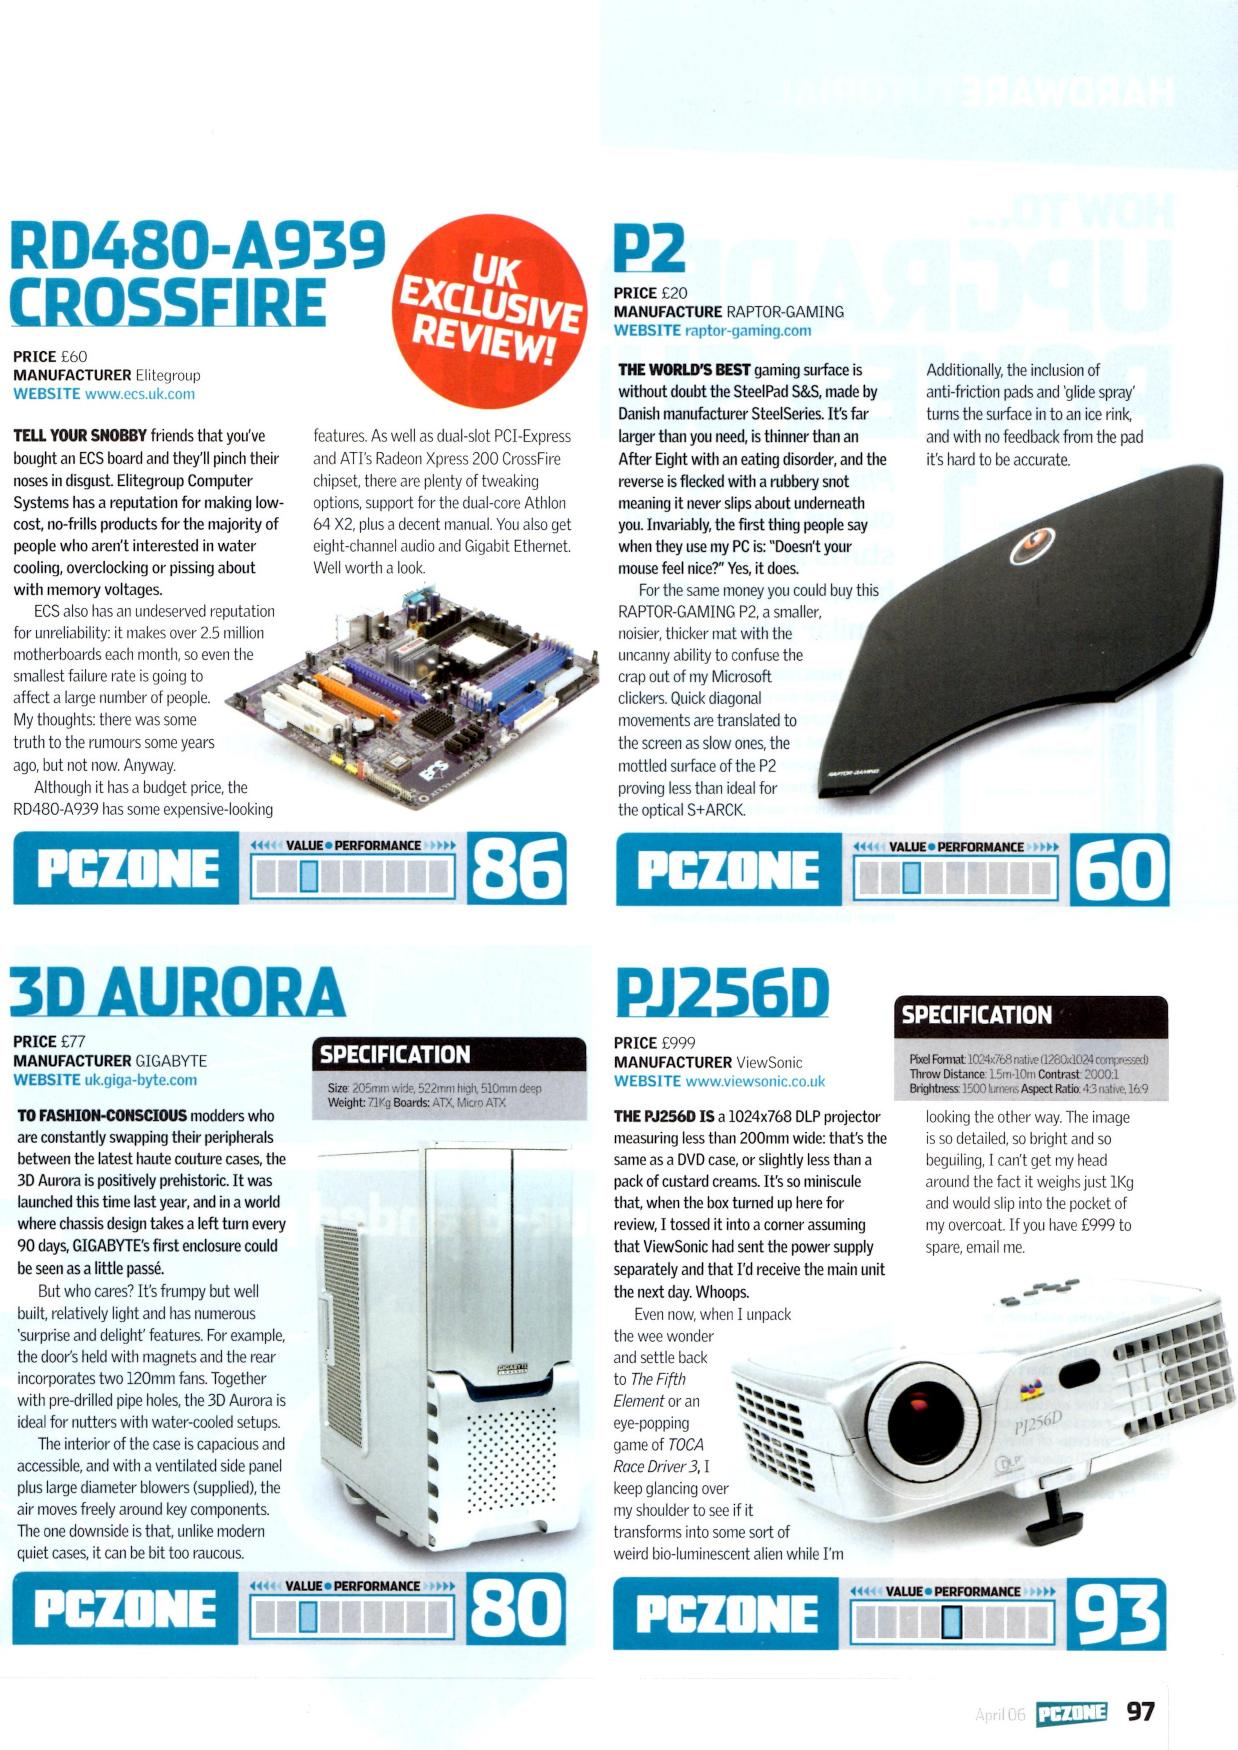 RD480-A939
CROSSFIRE
UK
EXCLUSIVE
REVIEW!
PRICE £60
MANUFACTURER Elitegroup
WEBSITE www.ecs.uk.com
TELL YOUR SNOBBY friends that you've
bought an ECS board and they'll pinch their
noses in disgust. Elitegroup Computer
Systems has a reputation for making low-
cost, no-frills products for the majority of
people who aren't interested in water
cooling, overclocking or pissing about
with memory voltages.
ECS also has an undeserved reputation
for unreliability: it makes over 2.5 million
motherboards each month, so even the
smallest failure rate is going to
affect a large number of people.
My thoughts: there was some
truth to the rumours some years
ago, but not now. Anyway.
Although it has a budget price, the
RD480-A939 has some expensive-looking
features. As well as dual-slot PCI-Express
and ATI's Radeon Xpress 200 CrossFire
chipset, there are plenty of tweaking
options, support for the dual-core Athlon
64 X2, plus a decent manual. You also get
eight-channel audio and Gigabit Ethernet.
Well worth a look.
ECS
PCZONE
VALUE • PERFORMANCE
86
P2
PRICE £20
MANUFACTURE RAPTOR-GAMING
WEBSITE raptor-gaming.com
THE WORLD'S BEST gaming surface is
without doubt the SteelPad S&S, made by
Danish manufacturer SteelSeries. It's far
larger than you need, is thinner than an
After Eight with an eating disorder, and the
reverse is flecked with a rubbery snot
meaning it never slips about underneath
you. Invariably, the first thing people say
when they use my PC is: "Doesn't your
mouse feel nice?" Yes, it does.
For the same money you could buy this
RAPTOR-GAMING P2, a smaller,
noisier, thicker mat with the
uncanny ability to confuse the
crap out of my Microsoft
clickers. Quick diagonal
movements are translated to
the screen as slow ones, the
mottled surface of the P2
proving less than ideal for
the optical S+ARCK.
Additionally, the inclusion of
anti-friction pads and 'glide spray'
turns the surface in to an ice rink,
and with no feedback from the pad
it's hard to be accurate.
RAPTOR-GAMING
PCZONE
VALUE • PERFORMANCE
60
3D AURORA
PRICE £77
MANUFACTURER GIGABYTE
WEBSITE uk.giga-byte.com
SPECIFICATION
Size: 205mm wide, 522mm high, 510mm deep
Weight: 7.1Kg Boards: ATX, Micro ATX
TO FASHION-CONSCIOUS modders who
are constantly swapping their peripherals
between the latest haute couture cases, the
3D Aurora is positively prehistoric. It was
launched this time last year, and in a world
where chassis design takes a left turn every
90 days, GIGABYTE's first enclosure could
be seen as a little passé.
But who cares? It's frumpy but well
built, relatively light and has numerous
'surprise and delight' features. For example,
the door's held with magnets and the rear
incorporates two 120mm fans. Together
with pre-drilled pipe holes, the 3D Aurora is
ideal for nutters with water-cooled setups.
The interior of the case is capacious and
accessible, and with a ventilated side panel
plus large diameter blowers (supplied), the
air moves freely around key components.
The one downside is that, unlike modern
quiet cases, it can be bit too raucous.
GIGABYTE
PCZONE
VALUE • PERFORMANCE
80
PJ256D
PRICE £999
MANUFACTURER ViewSonic
WEBSITE www.viewsonic.co.uk
SPECIFICATION
Pixel Format: 1024x768 native (1280x1024 compressed)
Throw Distance: 1.5m-10m Contrast: 2000:1
Brightness: 1500 lumens Aspect Ratio: 4:3 native, 16:9
THE PJ256D IS a 1024x768 DLP projector
measuring less than 200mm wide: that's the
same as a DVD case, or slightly less than a
pack of custard creams. It's so miniscule
that, when the box turned up here for
review, I tossed it into a corner assuming
that ViewSonic had sent the power supply
separately and that I'd receive the main unit
the next day. Whoops.
Even now, when I unpack
the wee wonder
and settle back
to The Fifth
Element or an
eye-popping
game of TOCA
Race Driver 3, I
keep glancing over
my shoulder to see if it
transforms into some sort of
weird bio-luminescent alien while I'm
looking the other way. The image
is so detailed, so bright and so
beguiling, I can't get my head
around the fact it weighs just 1Kg
and would slip into the pocket of
my overcoat. If you have £999 to
spare, email me.
PJ256D
DLP
PCZONE
VALUE • PERFORMANCE
93
April 06 PCZONE 97